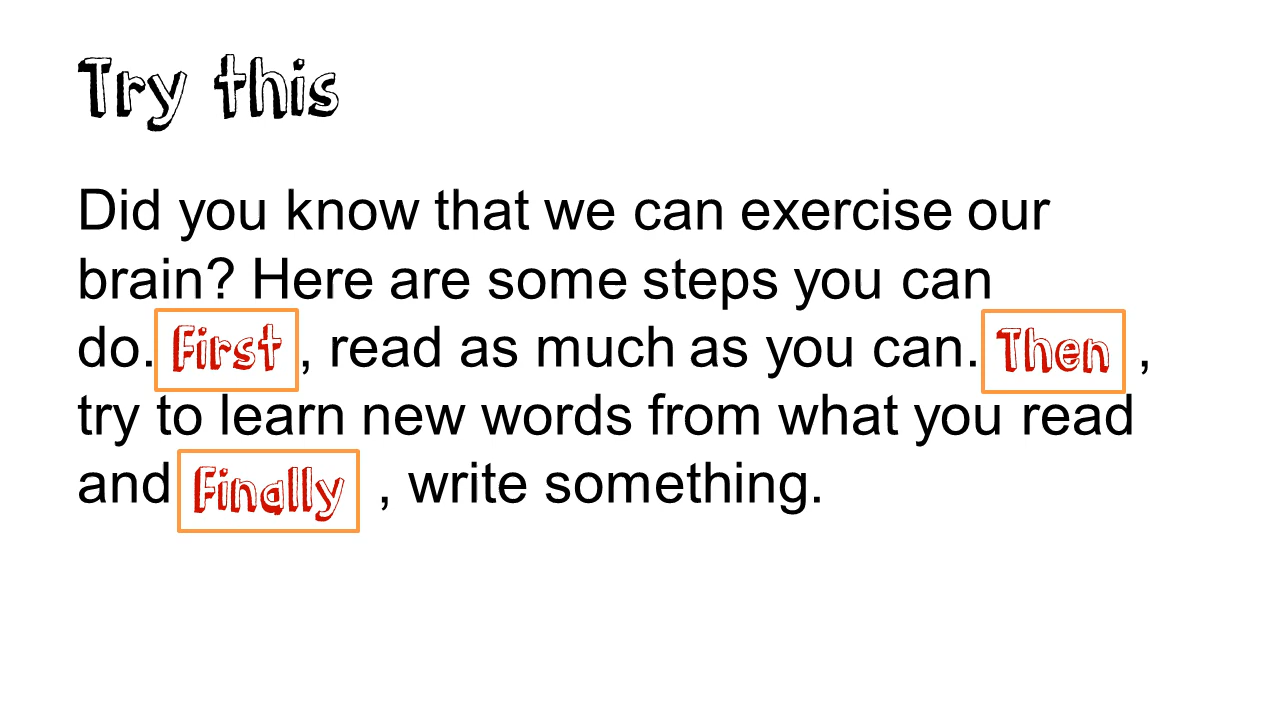 Try this
Did you know that we can exercise our
brain? Here are some steps you can
do. First , read as much as you can. Then ,
try to learn new words from what you read
and Finally , write something.